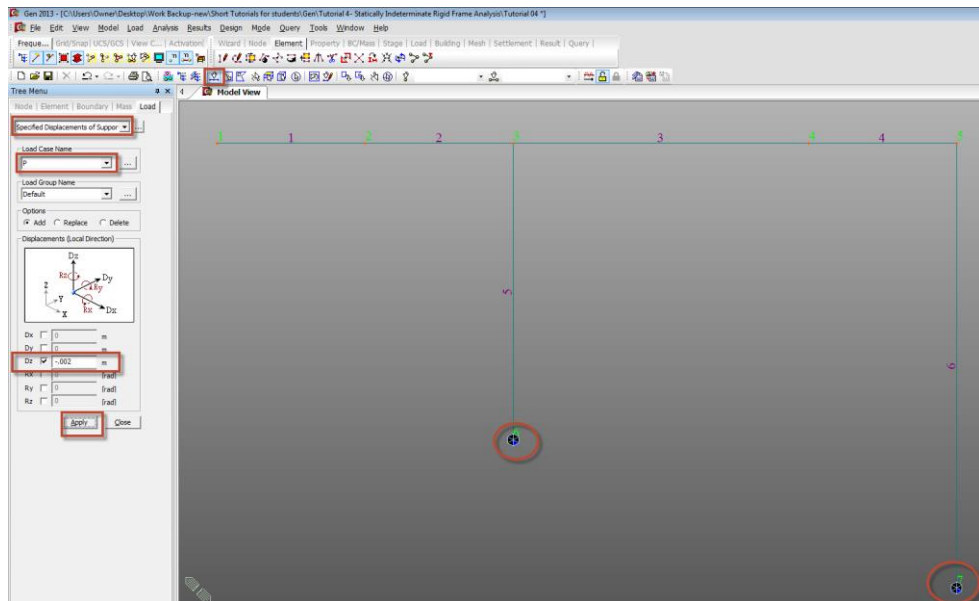 Gen 2013 - [C:\Users\Owner\Desktop\Work Backup-new\Short Tutorials for students\Gen\Tutorial 4- Statically Indeterminate Rigid Frame Analysis\Tutorial 04 *]
File Edit View Model Load Analysis Results Design Mode Query Tools Window Help
Freque... Grid/Snap UCS/GCS View C... Activation Wizard Node Element Property BC/Mass Stage Load Building Mesh Settlement Result Query
Tree Menu
Model View
Node Element Boundary Mass Load
Specified Displacements of Suppor
...
Load Case Name
P
...
Load Group Name
Default
...
Options
Add Replace Delete
Displacements (Local Direction)
Dz
Rz
Dy
Ry
Rx
Dx
Z
Y
X
Dx 0 m
Dy 0 m
Dz -.002 m
Rx 0 [rad]
Ry 0 [rad]
Rz 0 [rad]
Apply Close
1 1 2 2 3 3 4 4 5
5
6
7